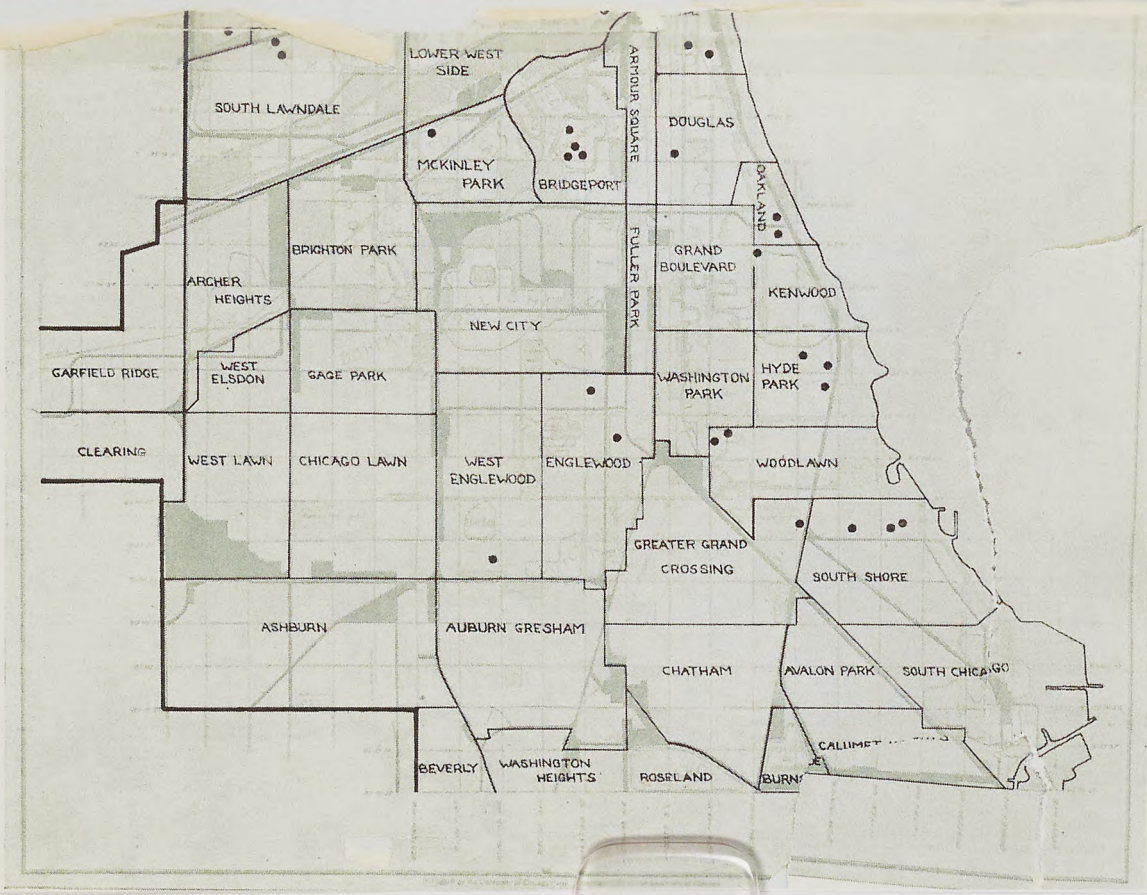 LOWER WEST
SIDE
ARMOUR SQUARE
SOUTH LAWNDALE
DOUGLAS
MCKINLEY
PARK
BRIDGEPORT
OAKLAND
BRIGHTON PARK
FULLER PARK
GRAND
BOULEVARD
ARCHER
HEIGHTS
KENWOOD
NEW CITY
GARFIELD RIDGE
WEST
ELSDON
GAGE PARK
WASHINGTON
PARK
HYDE
PARK
CLEARING
WEST LAWN
CHICAGO LAWN
WEST
ENGLEWOOD
ENGLEWOOD
WOODLAWN
GREATER GRAND
CROSSING
SOUTH SHORE
ASHBURN
AUBURN GRESHAM
CHATHAM
AVALON PARK
SOUTH CHICAGO
CALUMET
BEVERLY
WASHINGTON
HEIGHTS
ROSELAND
BURNS